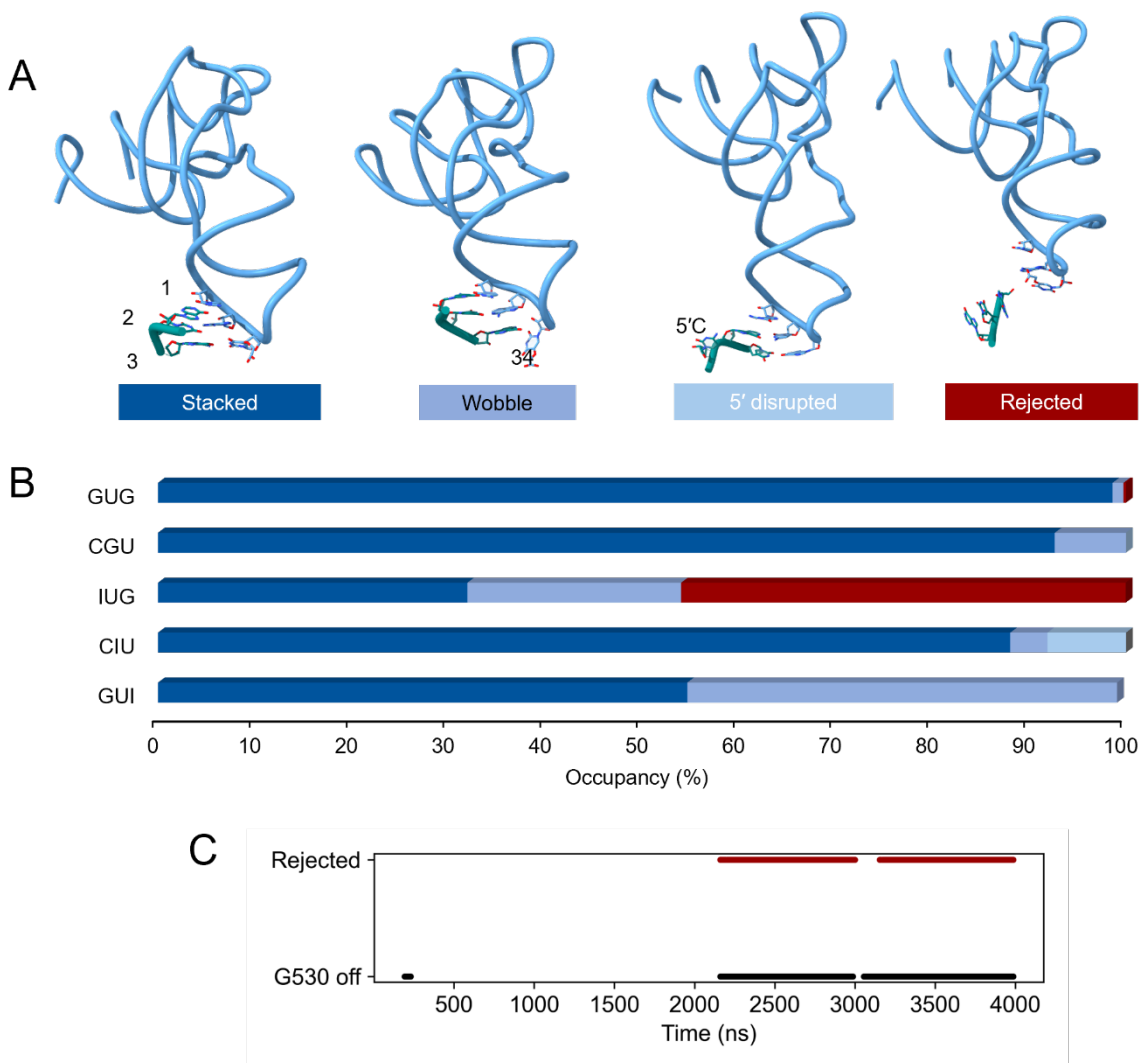 A
1
2
3
34
5′C
Stacked
Wobble
5′ disrupted
Rejected
B
GUG
CGU
IUG
CIU
GUI
0 10 20 30 40 50 60 70 80 90 100
Occupancy (%)
C
Rejected
G530 off
500 1000 1500 2000 2500 3000 3500 4000
Time (ns)